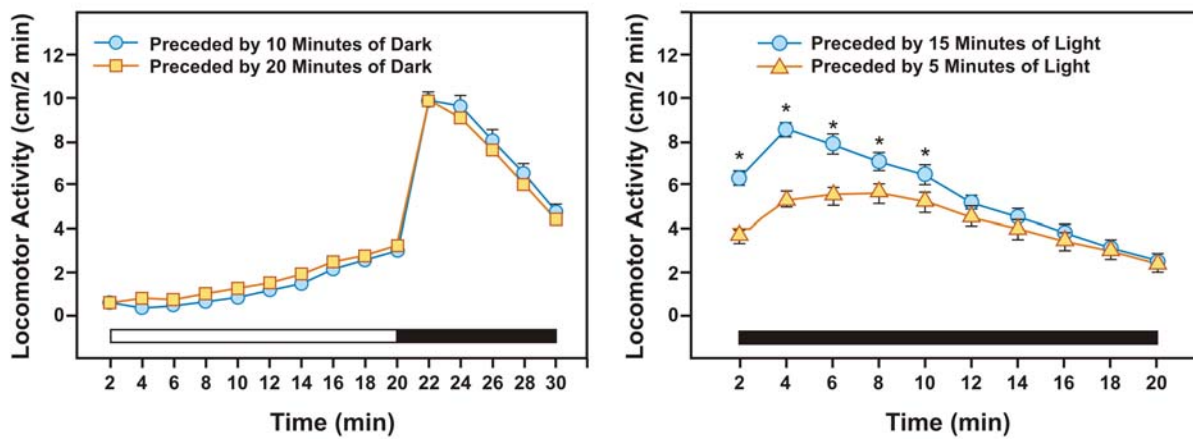 Locomotor Activity (cm/2 min)
12
10
8
6
4
2
0
Preceded by 10 Minutes of Dark
Preceded by 20 Minutes of Dark
2 4 6 8 10 12 14 16 18 20 22 24 26 28 30
Time (min)
Locomotor Activity (cm/2 min)
12
10
8
6
4
2
0
Preceded by 15 Minutes of Light
Preceded by 5 Minutes of Light
* * * * *
2 4 6 8 10 12 14 16 18 20
Time (min)